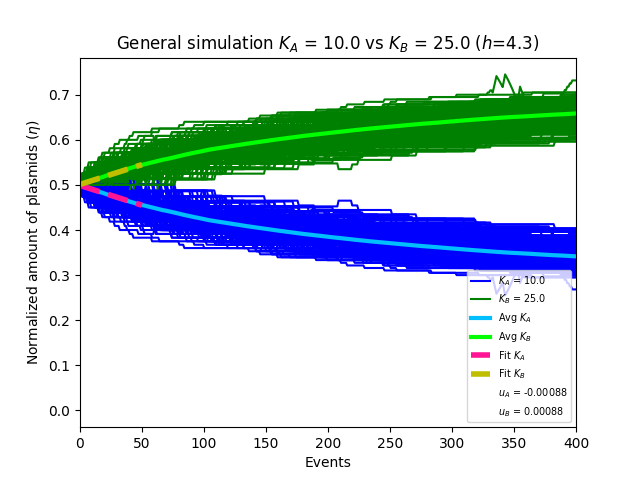 General simulation K_A = 10.0 vs K_B = 25.0 (h=4.3)
Normalized amount of plasmids (η)
0.7
0.6
0.5
0.4
0.3
0.2
0.1
0.0
K_A = 10.0
K_B = 25.0
Avg K_A
Avg K_B
Fit K_A
Fit K_B
u_A = -0.00088
u_B = 0.00088
0 50 100 150 200 250 300 350 400
Events